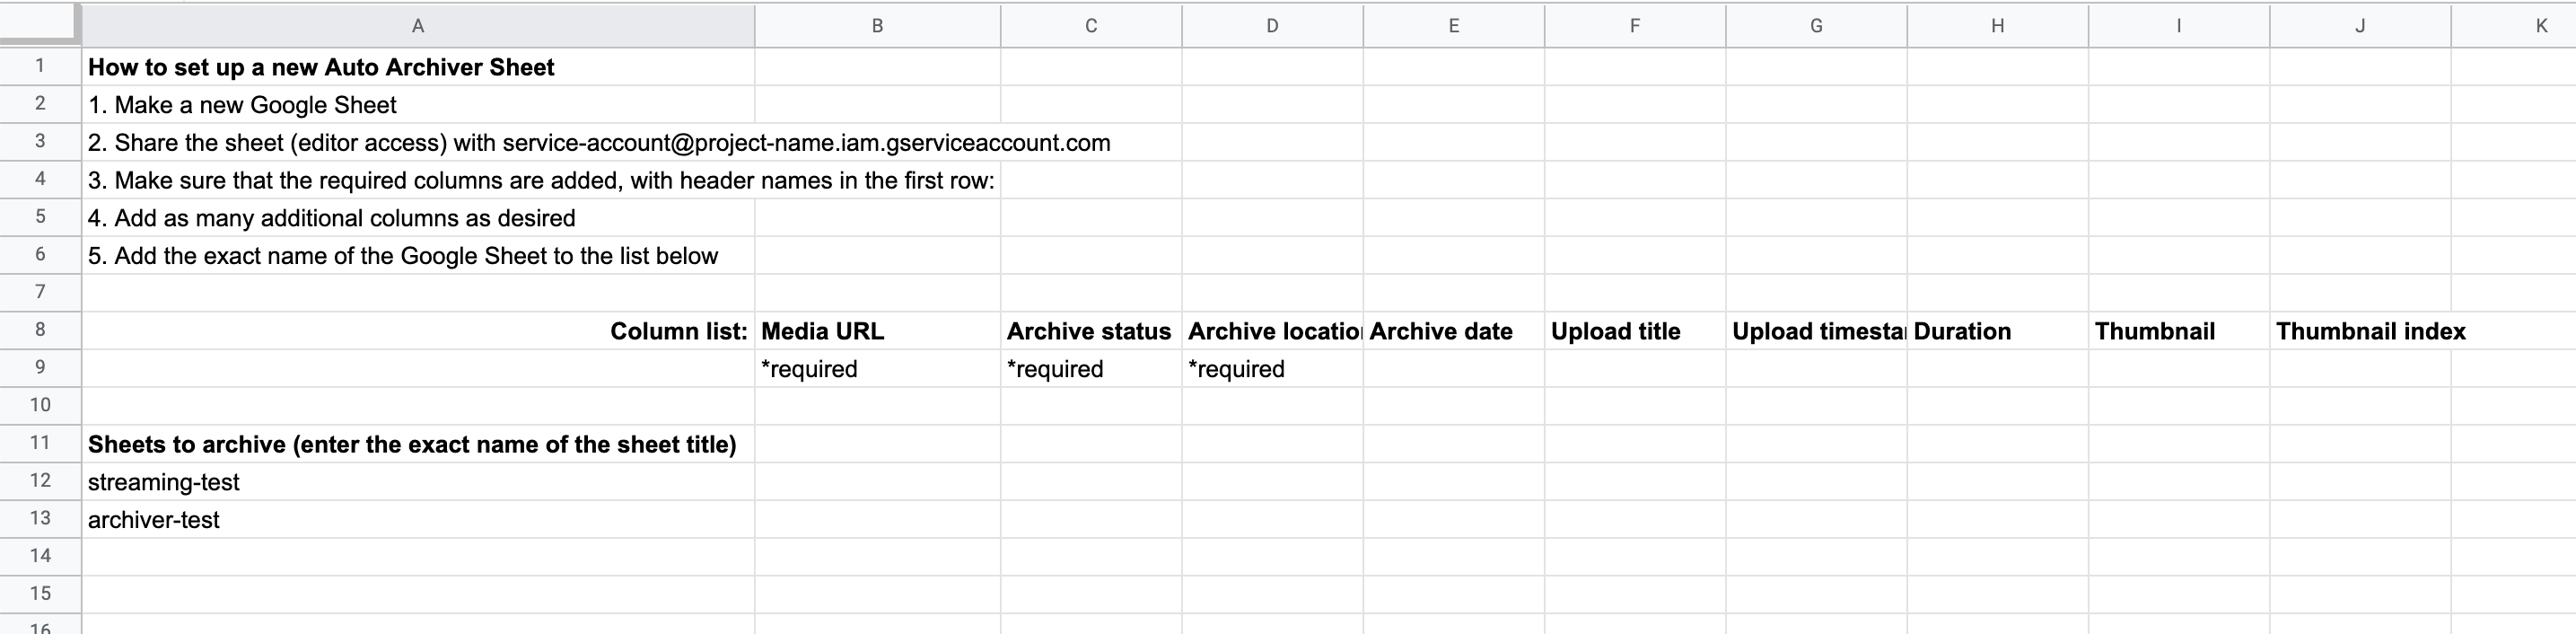 A B C D E F G H I J K
1 How to set up a new Auto Archiver Sheet
2 1. Make a new Google Sheet
3 2. Share the sheet (editor access) with service-account@project-name.iam.gserviceaccount.com
4 3. Make sure that the required columns are added, with header names in the first row:
5 4. Add as many additional columns as desired
6 5. Add the exact name of the Google Sheet to the list below
7
8 Column list: Media URL Archive status Archive locatio Archive date Upload title Upload timesta Duration Thumbnail Thumbnail index
9 *required *required *required
10
11 Sheets to archive (enter the exact name of the sheet title)
12 streaming-test
13 archiver-test
14
15
16